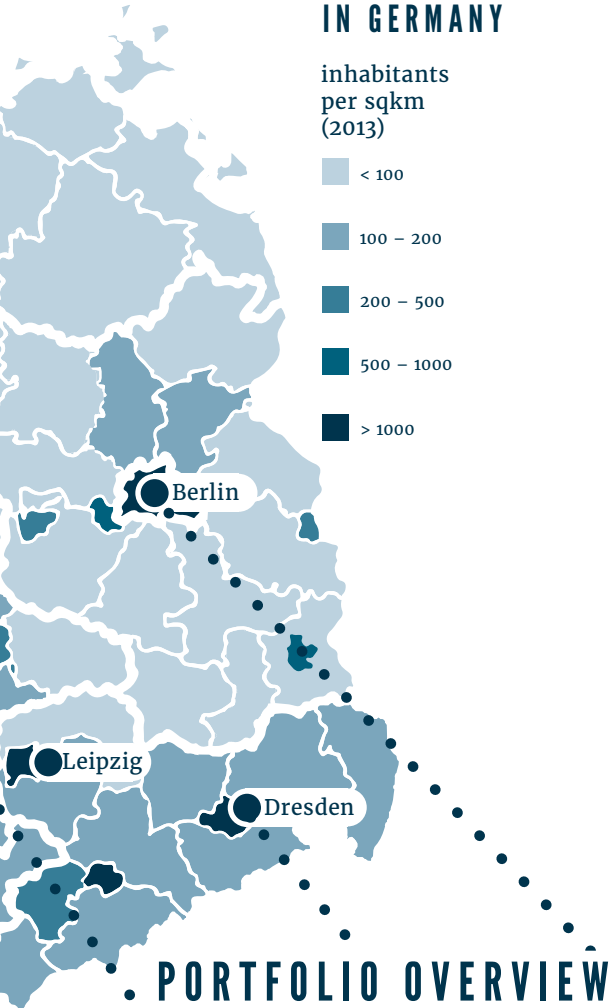 IN GERMANY
inhabitants
per sqkm
(2013)
< 100
100 – 200
200 – 500
500 – 1000
> 1000
Berlin
Leipzig
Dresden
PORTFOLIO OVERVIEW